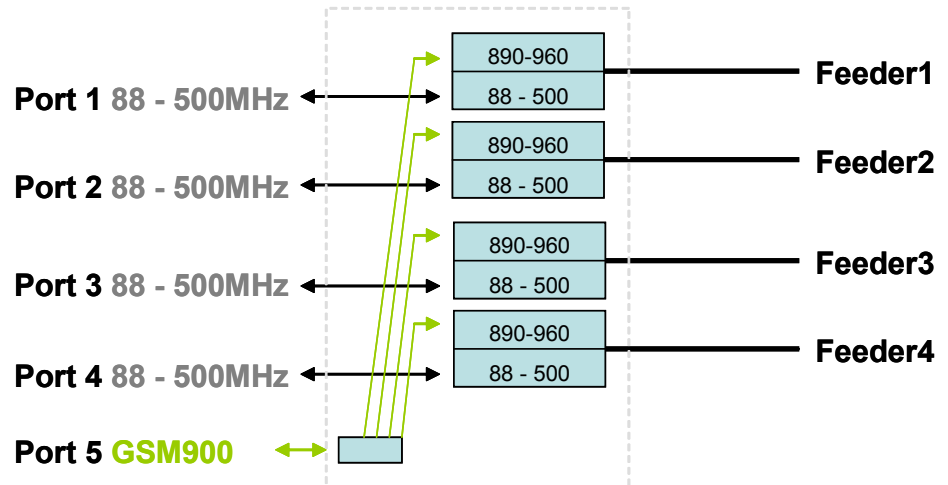 890-960
Feeder1
Port 1 88 - 500MHz
88 - 500
890-960
Feeder2
Port 2 88 - 500MHz
88 - 500
890-960
Feeder3
Port 3 88 - 500MHz
88 - 500
890-960
Feeder4
Port 4 88 - 500MHz
88 - 500
Port 5 GSM900